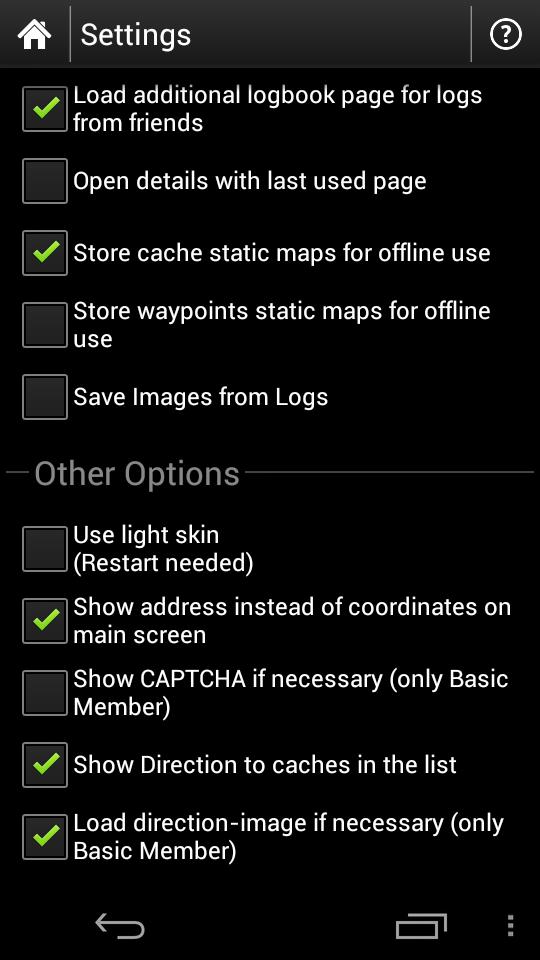 Settings
Load additional logbook page for logs
from friends
Open details with last used page
Store cache static maps for offline use
Store waypoints static maps for offline
use
Save Images from Logs
Other Options
Use light skin
(Restart needed)
Show address instead of coordinates on
main screen
Show CAPTCHA if necessary (only Basic
Member)
Show Direction to caches in the list
Load direction-image if necessary (only
Basic Member)